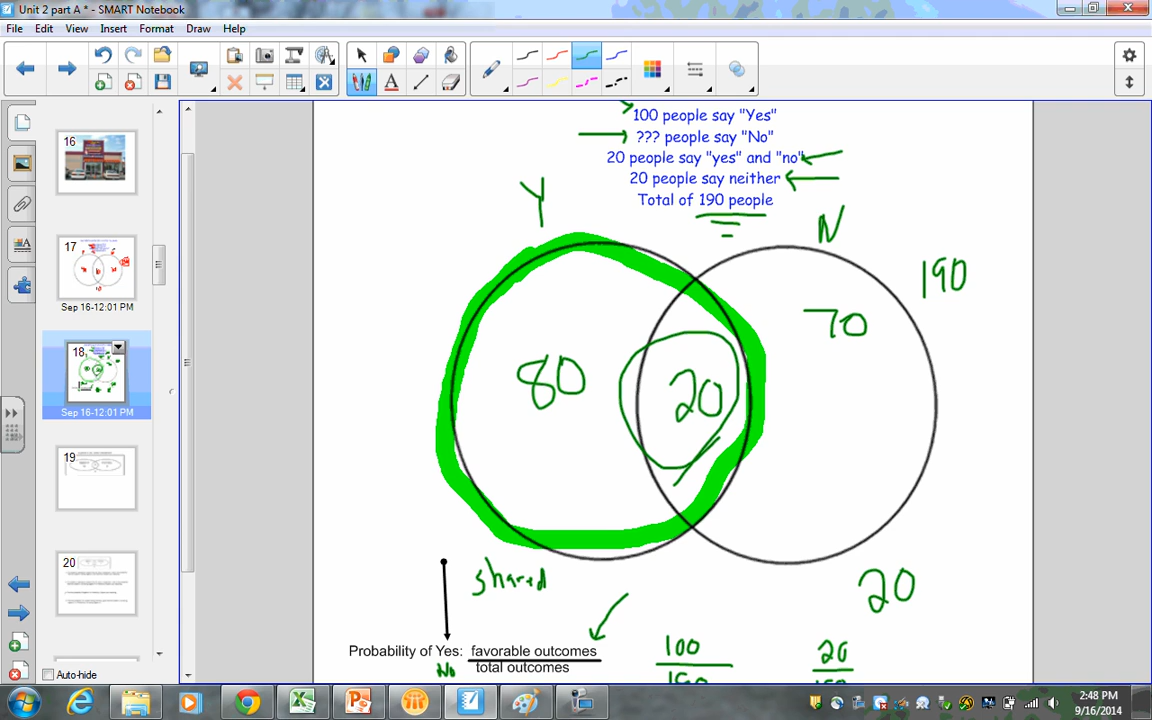 Unit 2 part A * - SMART Notebook
File Edit View Insert Format Draw Help
16
17
Sep 16-12:01 PM
18
Sep 16-12:01 PM
19
20
Auto-hide
100 people say "Yes"
??? people say "No"
20 people say "yes" and "no"
20 people say neither
Total of 190 people
Y
N
190
70
80
20
20
shared
Probability of Yes: favorable outcomes
No total outcomes
100
20
2:48 PM
9/16/2014